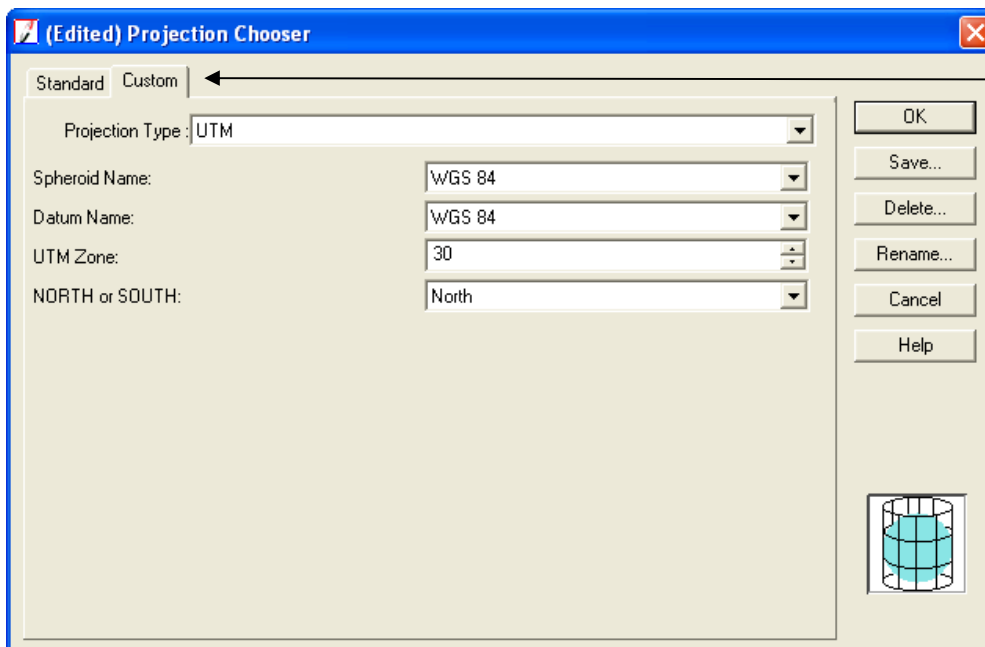 (Edited) Projection Chooser
Standard Custom
Projection Type : UTM
Spheroid Name: WGS 84
Datum Name: WGS 84
UTM Zone: 30
NORTH or SOUTH: North
OK
Save...
Delete...
Rename...
Cancel
Help